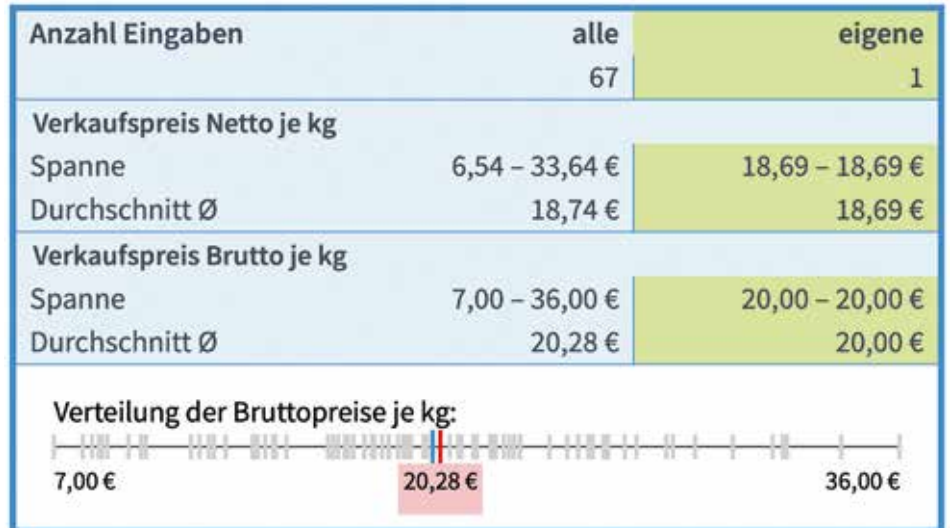 Anzahl Eingaben alle eigene
67 1
Verkaufspreis Netto je kg
Spanne 6,54 – 33,64 € 18,69 – 18,69 €
Durchschnitt Ø 18,74 € 18,69 €
Verkaufspreis Brutto je kg
Spanne 7,00 – 36,00 € 20,00 – 20,00 €
Durchschnitt Ø 20,28 € 20,00 €
Verteilung der Bruttopreise je kg:
7,00 € 20,28 € 36,00 €